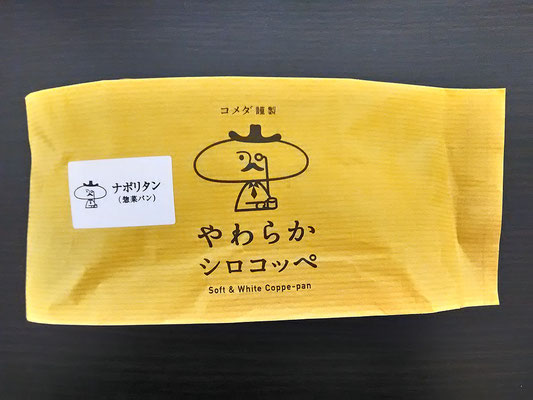 コメダ謹製
やわらか
シロコッペ
Soft & White Coppe-pan
ナポリタン
(惣菜パン)